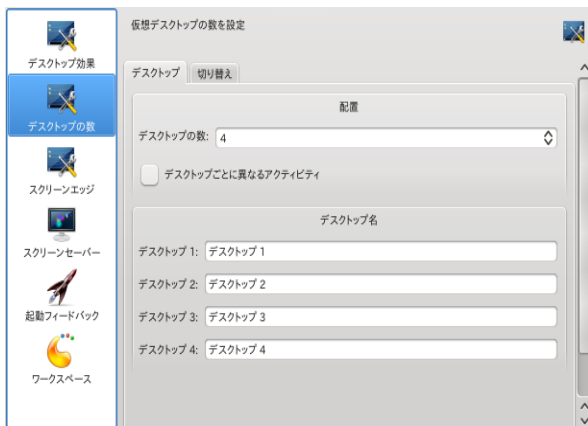 仮想デスクトップの数を設定
デスクトップ効果
デスクトップの数
スクリーンエッジ
スクリーンセーバー
起動フィードバック
ワークスペース
デスクトップ
切り替え
配置
デスクトップの数: 4
デスクトップごとに異なるアクティビティ
デスクトップ名
デスクトップ 1: デスクトップ 1
デスクトップ 2: デスクトップ 2
デスクトップ 3: デスクトップ 3
デスクトップ 4: デスクトップ 4